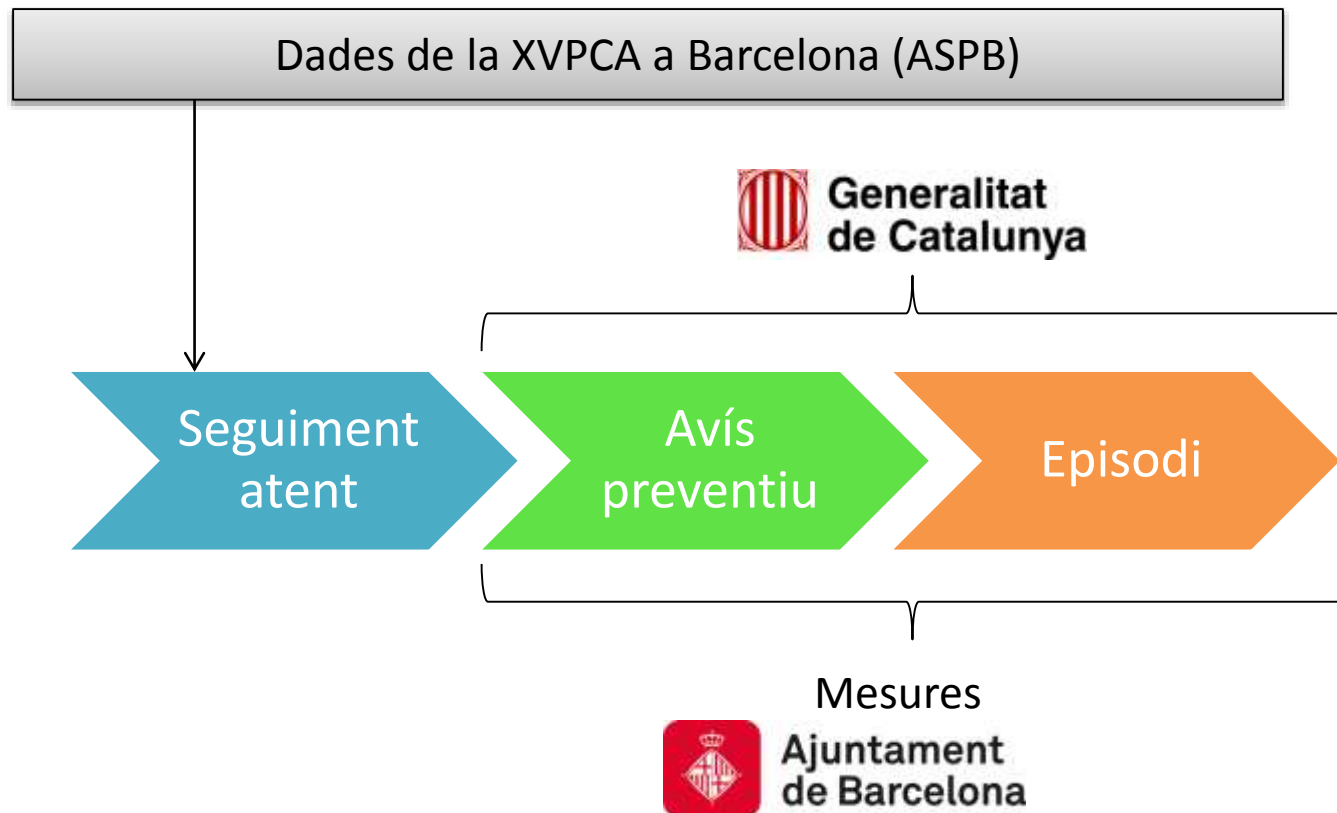 Dades de la XVPCA a Barcelona (ASPB)
Generalitat
de Catalunya
Seguiment
atent
Avís
preventiu
Episodi
Mesures
Ajuntament
de Barcelona